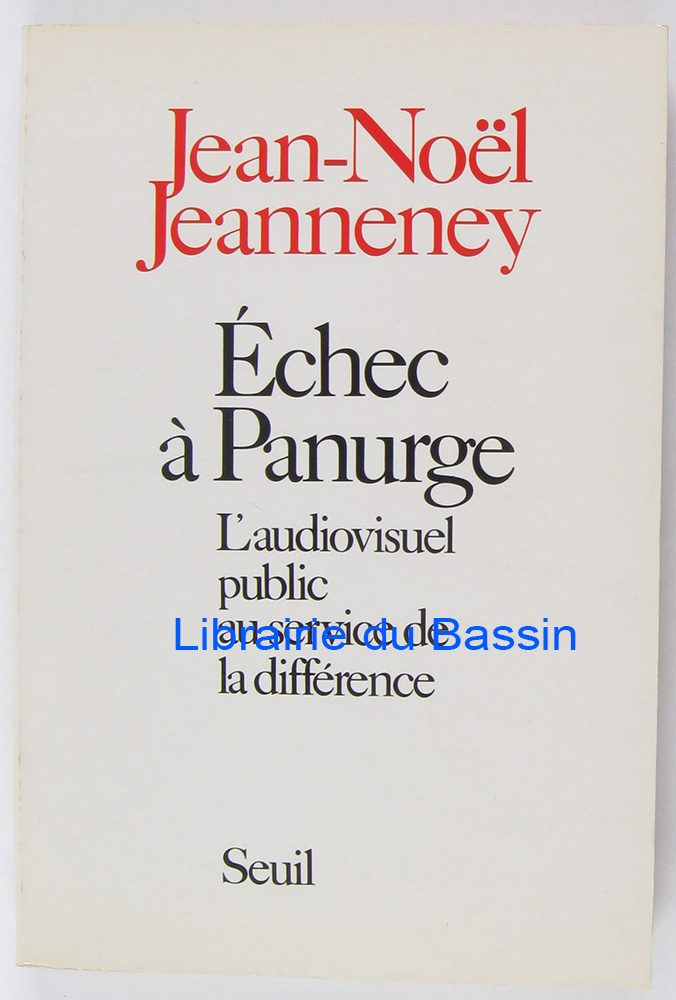 Jean-Noël
Jeanneney
Échec
à Panurge
L'audiovisuel
public
au service de
Librairie du Bassin
la différence
Seuil